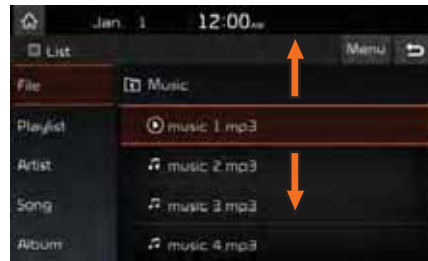 Jan. 1 12:00 AM
List Menu
File Music
Playlist music 1.mp3
Artist music 2.mp3
Song music 3.mp3
Album music 4.mp3